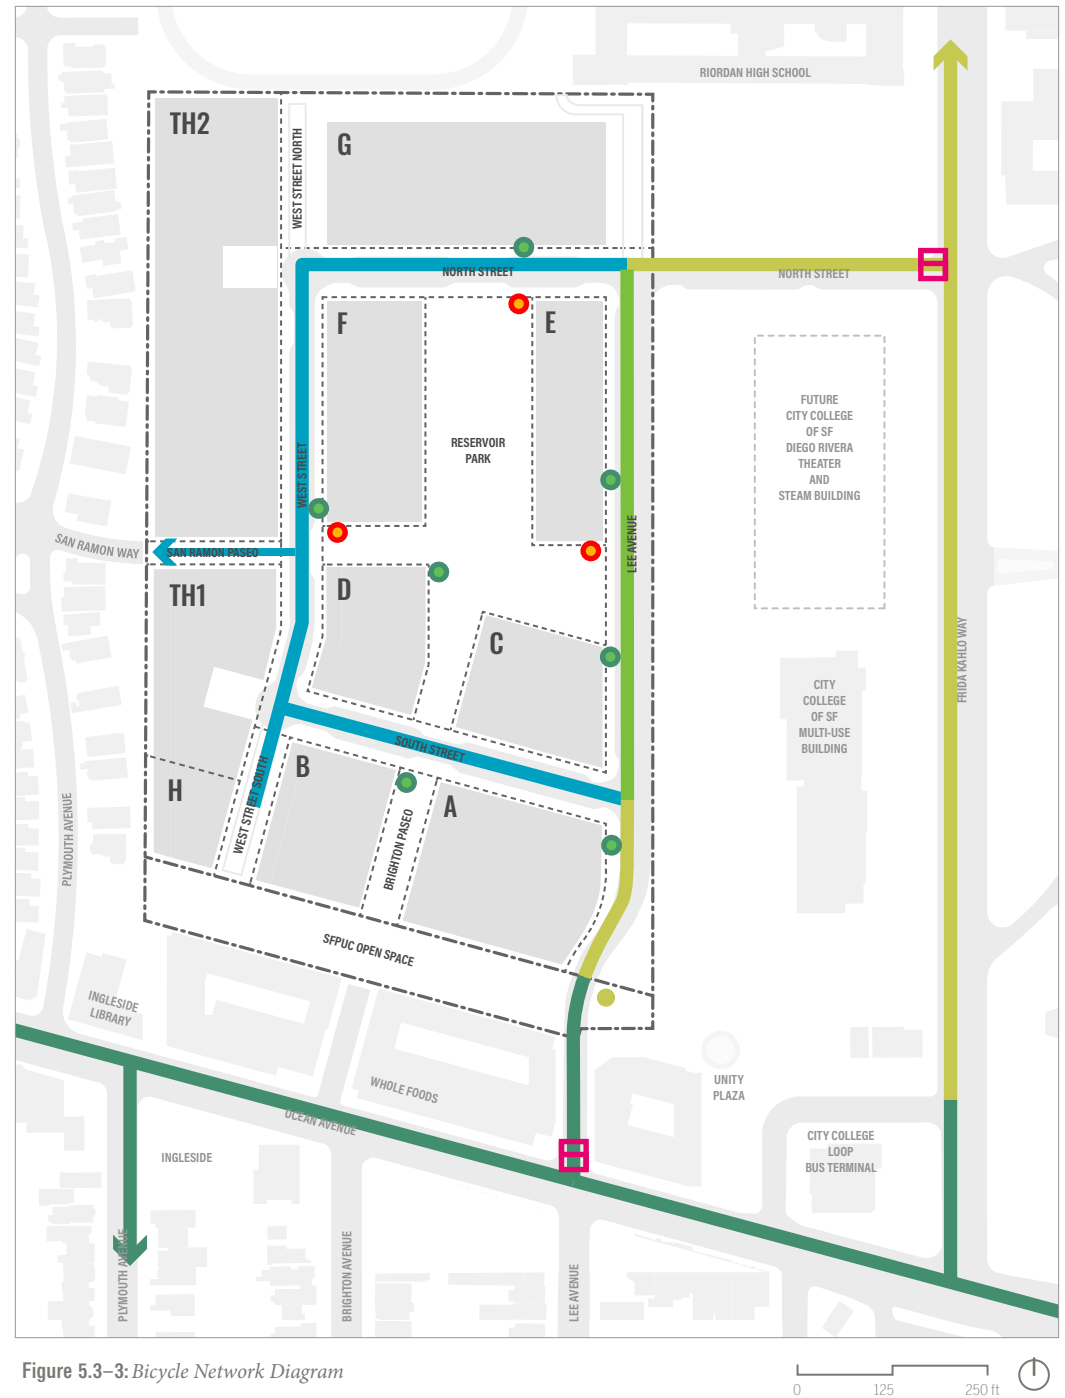 RIORDAN HIGH SCHOOL
TH2
WEST STREET NORTH
G
NORTH STREET
NORTH STREET
F
E
FUTURE
CITY COLLEGE
OF SF
DIEGO RIVERA
THEATER
AND
STEAM BUILDING
RESERVOIR
PARK
WEST STREET
LEE AVENUE
SAN RAMON WAY
SAN RAMON PASEO
TH1
D
C
FRIDA KAHLO WAY
CITY
COLLEGE
OF SF
MULTI-USE
BUILDING
SOUTH STREET
B
H
WEST STREET SOUTH
A
BRIGHTON PASEO
PLYMOUTH AVENUE
SFPUC OPEN SPACE
INGLESIDE
LIBRARY
WHOLE FOODS
UNITY
PLAZA
OCEAN AVENUE
CITY COLLEGE
LOOP
BUS TERMINAL
INGLESIDE
PLYMOUTH AVENUE
BRIGHTON AVENUE
LEE AVENUE
Figure 5.3–3: Bicycle Network Diagram
0 125 250 ft